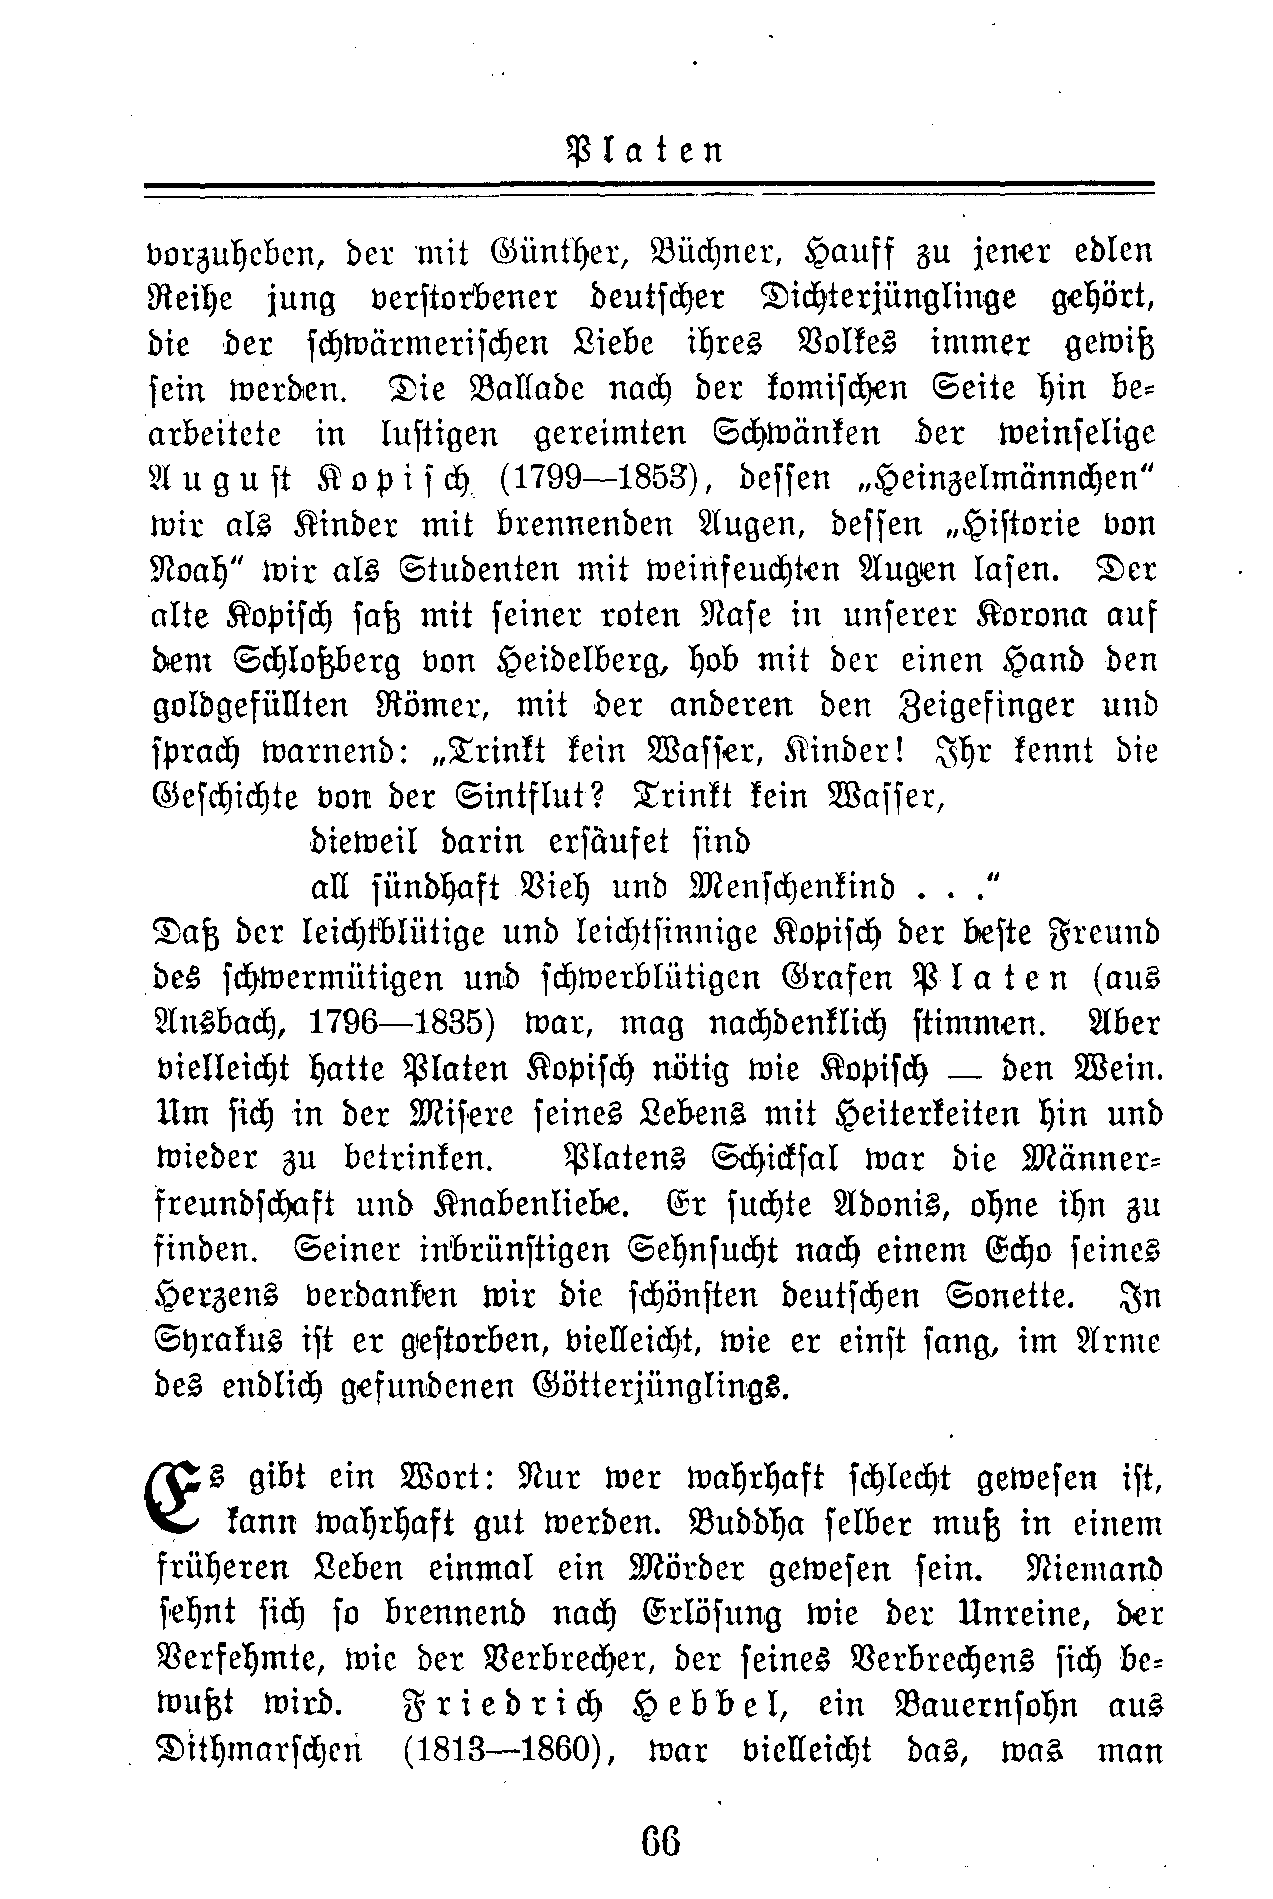 Platen
vorzuheben, der mit Günther, Büchner, Hauff zu jener edlen
Reihe jung verstorbener deutscher Dichterjünglinge gehört,
die der schwärmerischen Liebe ihres Volkes immer gewiß
sein werden. Die Ballade nach der komischen Seite hin be-
arbeitete in lustigen gereimten Schwänken der weinselige
August Kopisch (1799—1853), dessen „Heinzelmännchen“
wir als Kinder mit brennenden Augen, dessen „Historie von
Noah“ wir als Studenten mit weinfeuchten Augen lasen. Der
alte Kopisch saß mit seiner roten Nase in unserer Korona auf
dem Schloßberg von Heidelberg, hob mit der einen Hand den
goldgefüllten Römer, mit der anderen den Zeigefinger und
sprach warnend: „Trinkt kein Wasser, Kinder! Ihr kennt die
Geschichte von der Sintflut? Trinkt kein Wasser,
dieweil darin ersäufet sind
all sündhaft Vieh und Menschenkind . . .“
Daß der leichtblütige und leichtsinnige Kopisch der beste Freund
des schwermütigen und schwerblütigen Grafen Platen (aus
Ansbach, 1796—1835) war, mag nachdenklich stimmen. Aber
vielleicht hatte Platen Kopisch nötig wie Kopisch — den Wein.
Um sich in der Misere seines Lebens mit Heiterkeiten hin und
wieder zu betrinken. Platens Schicksal war die Männer-
freundschaft und Knabenliebe. Er suchte Adonis, ohne ihn zu
finden. Seiner inbrünstigen Sehnsucht nach einem Echo seines
Herzens verdanken wir die schönsten deutschen Sonette. In
Syrakus ist er gestorben, vielleicht, wie er einst sang, im Arme
des endlich gefundenen Götterjünglings.
Es gibt ein Wort: Nur wer wahrhaft schlecht gewesen ist,
kann wahrhaft gut werden. Buddha selber muß in einem
früheren Leben einmal ein Mörder gewesen sein. Niemand
sehnt sich so brennend nach Erlösung wie der Unreine, der
Verfehmte, wie der Verbrecher, der seines Verbrechens sich be-
wußt wird. Friedrich Hebbel, ein Bauernsohn aus
Dithmarschen (1813—1860), war vielleicht das, was man
66